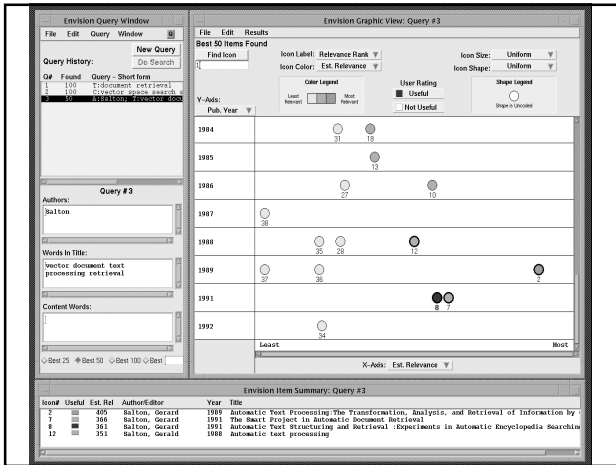 Envision Query Window
File Edit Query Window Q
New Query
Query History:
Do Search
Q# Found Query – Short form
1 100 T:document retrieval
2 100 C:vector space search s
3 50 A:Salton; T:vector docu
Query #3
Authors:
Salton
Words In Title:
vector document text
processing retrieval
Content Words:
Best 25 Best 50 Best 100 Best
Envision Graphic View: Query #3
File Edit Results
Best 50 Items Found
Find Icon
Icon Label: Relevance Rank
Icon Size: Uniform
Icon Color: Est. Relevance
Icon Shape: Uniform
Color Legend
Least Relevant
Most Relevant
User Rating
Useful
Not Useful
Shape Legend
Shape is Uncoded
Y-Axis:
Pub. Year
1984
31 18
1985
13
1986
27 10
1987
38
1988
35 28 12
1989
37 36 2
1991
8 7
1992
34
Least Most
X-Axis: Est. Relevance
Envision Item Summary: Query #3
Icon# Useful Est. Rel Author/Editor Year Title
2 405 Salton, Gerard 1989 Automatic Text Processing:The Transformation, Analysis, and Retrieval of Information by
7 366 Salton, Gerard 1991 The Smart Project in Automatic Document Retrieval
8 361 Salton, Gerard 1991 Automatic Text Structuring and Retrieval :Experiments in Automatic Encyclopedia Searching
12 351 Salton, Gerald 1988 Automatic text processing